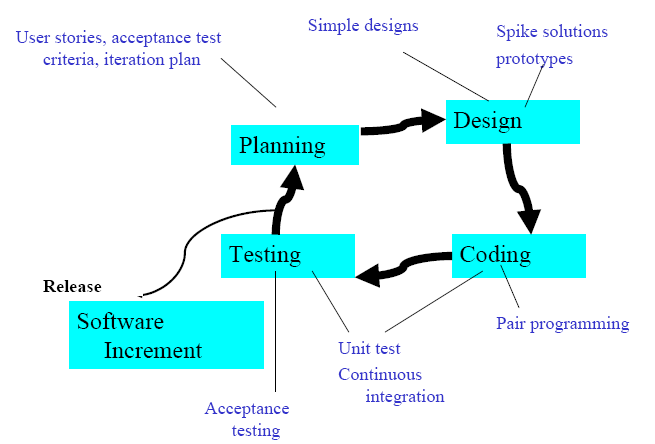 Simple designs
Spike solutions
prototypes
User stories, acceptance test
criteria, iteration plan
Design
Planning
Testing
Coding
Release
Software
Increment
Pair programming
Unit test
Continuous
integration
Acceptance
testing